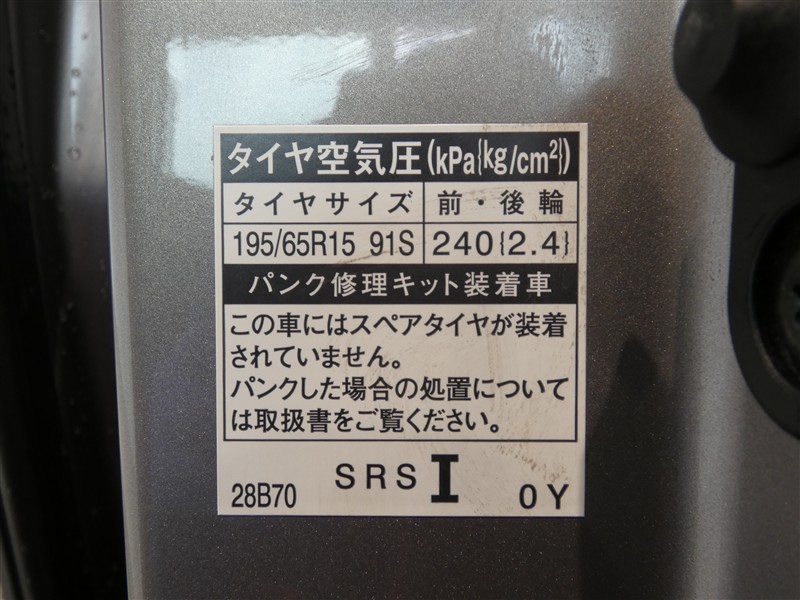 タイヤ空気圧(kPa{kg/cm²})
タイヤサイズ 前・後輪
195/65R15 91S 240{2.4}
パンク修理キット装着車
この車にはスペアタイヤが装着
されていません。
パンクした場合の処置について
は取扱書をご覧ください。
28B70 SRS I 0Y